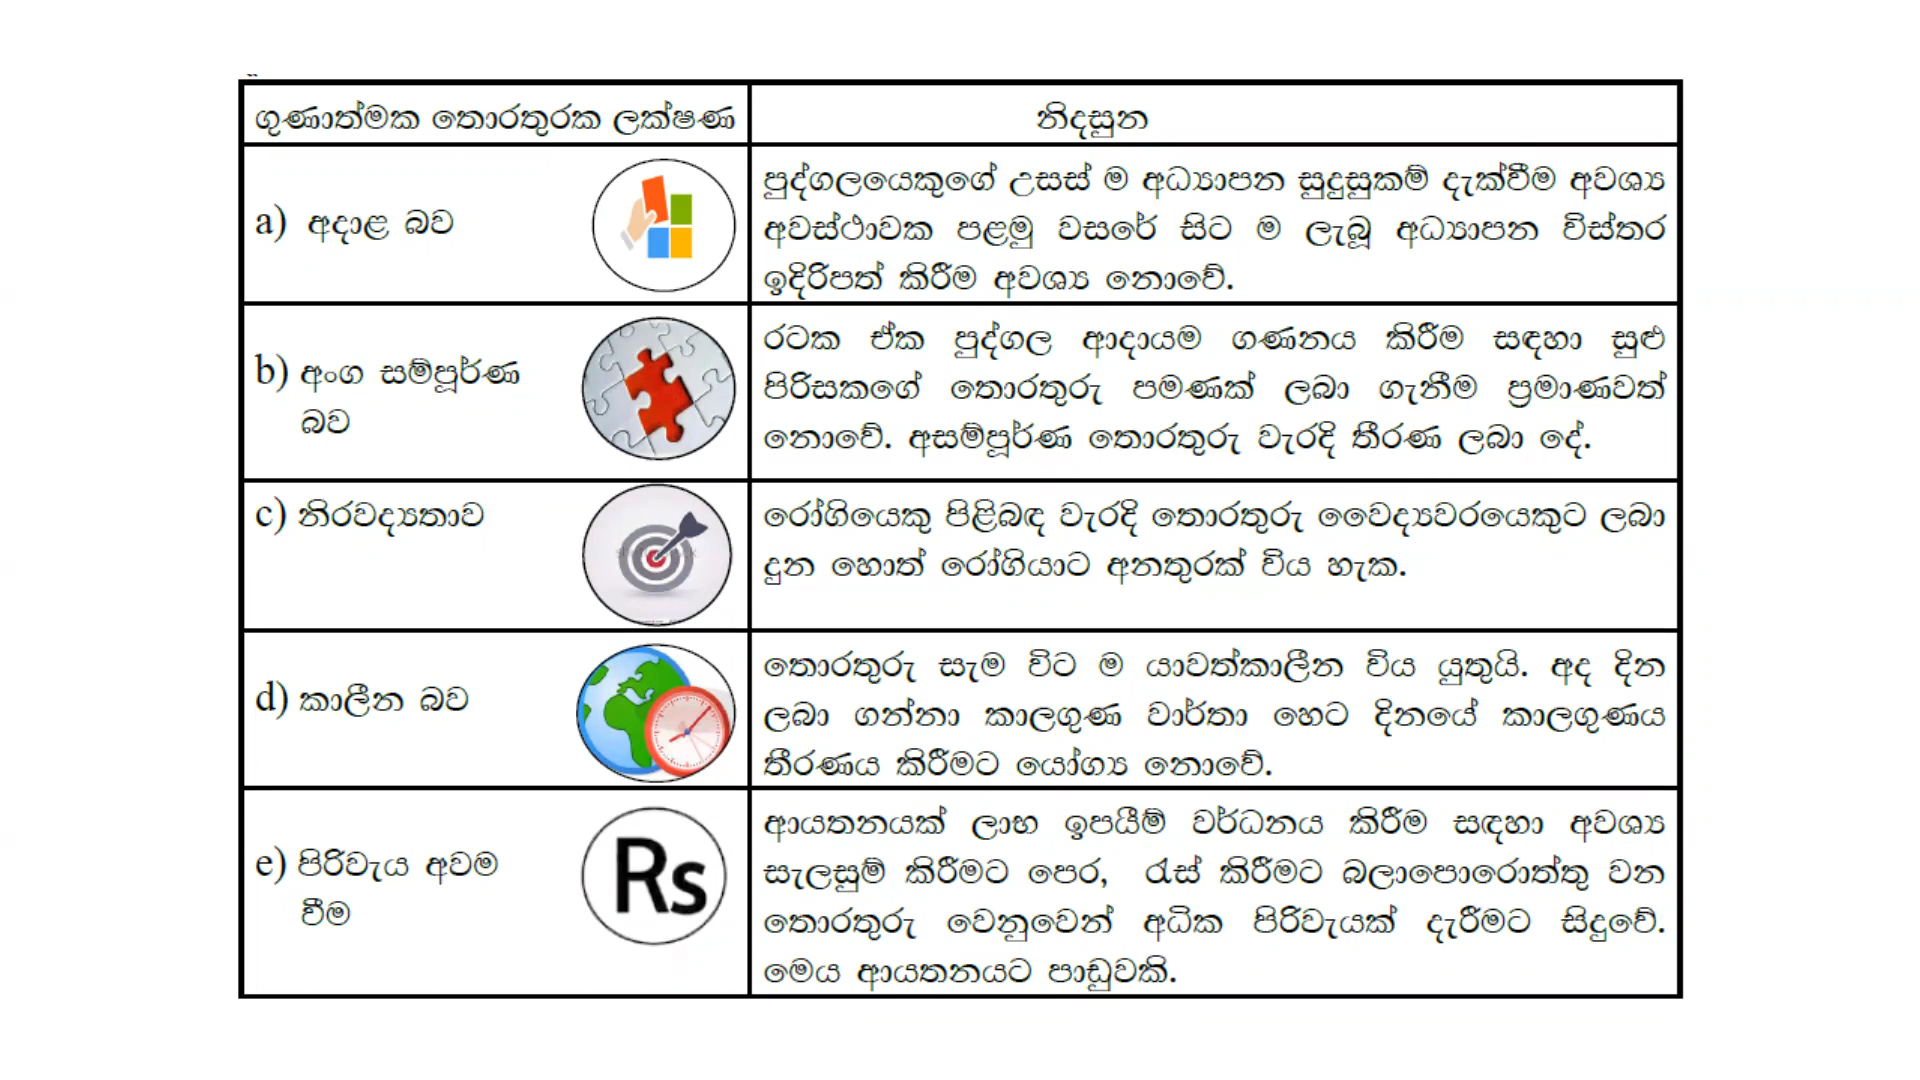 ගුණාත්මක තොරතුරක ලක්ෂණ
නිදසුන
a) අදාළ බව
පුද්ගලයෙකුගේ උසස් ම අධ්‍යාපන සුදුසුකම් දැක්වීම අවශ්‍ය
අවස්ථාවක පළමු වසරේ සිට ම ලැබූ අධ්‍යාපන විස්තර
ඉදිරිපත් කිරීම අවශ්‍ය නොවේ.
b) අංග සම්පූර්ණ
බව
රටක ඒක පුද්ගල ආදායම ගණනය කිරීම සඳහා සුළු
පිරිසකගේ තොරතුරු පමණක් ලබා ගැනීම ප්‍රමාණවත්
නොවේ. අසම්පූර්ණ තොරතුරු වැරදි තීරණ ලබා දේ.
c) නිරවද්‍යතාව
රෝගියෙකු පිළිබඳ වැරදි තොරතුරු වෛද්‍යවරයෙකුට ලබා
දුන හොත් රෝගියාට අනතුරක් විය හැක.
d) කාලීන බව
තොරතුරු සැම විට ම යාවත්කාලීන විය යුතුයි. අද දින
ලබා ගන්නා කාලගුණ වාර්තා හෙට දිනයේ කාලගුණය
තීරණය කිරීමට යෝග්‍ය නොවේ.
e) පිරිවැය අවම
වීම
Rs
ආයතනයක් ලාභ ඉපයීම් වර්ධනය කිරීම සඳහා අවශ්‍ය
සැලසුම් කිරීමට පෙර, රැස් කිරීමට බලාපොරොත්තු වන
තොරතුරු වෙනුවෙන් අධික පිරිවැයක් දැරීමට සිදුවේ.
මෙය ආයතනයට පාඩුවකි.